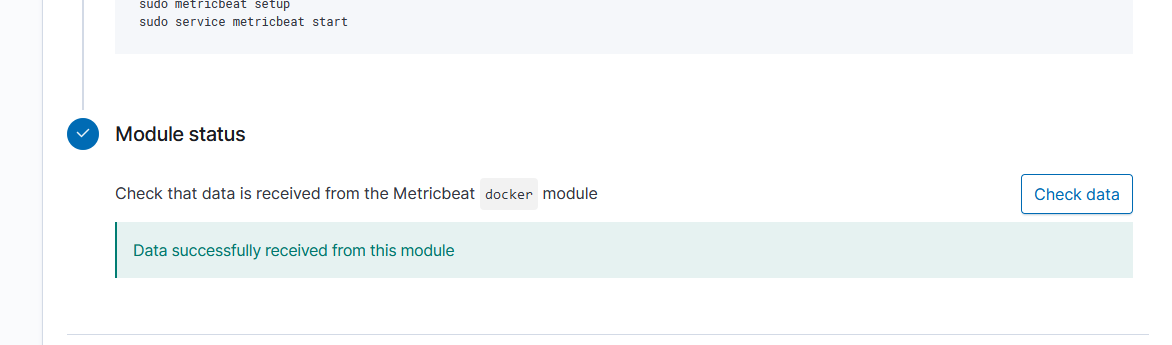 sudo metricbeat setup
sudo service metricbeat start
Module status
Check that data is received from the Metricbeat docker module
Check data
Data successfully received from this module